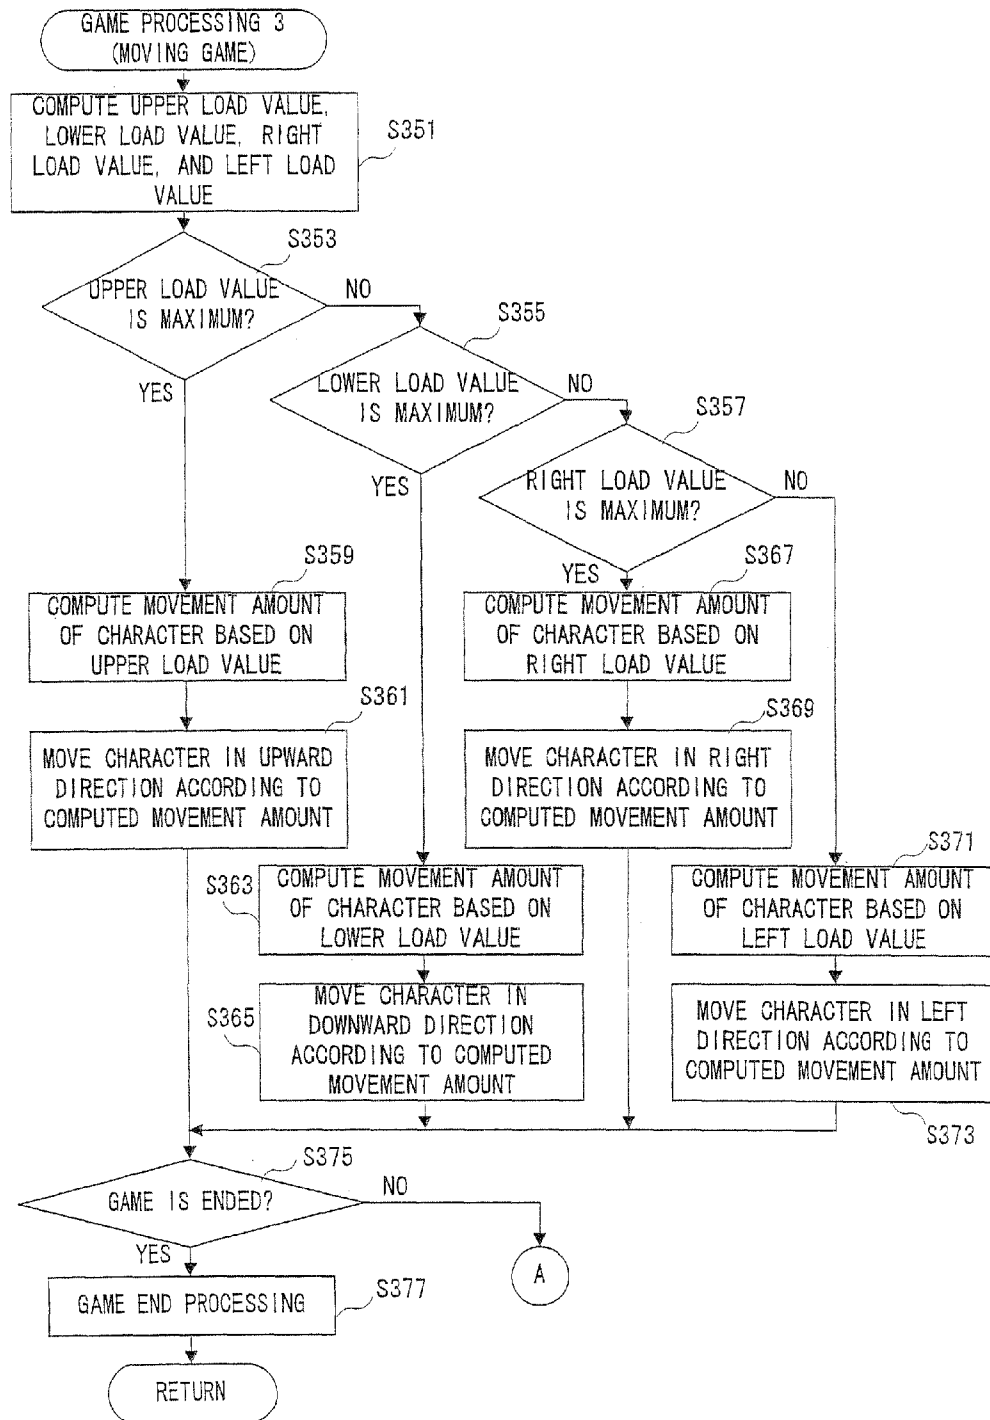 GAME PROCESSING 3
(MOVING GAME)
COMPUTE UPPER LOAD VALUE,
LOWER LOAD VALUE, RIGHT
LOAD VALUE, AND LEFT LOAD
VALUE
S351
S353
UPPER LOAD VALUE
IS MAXIMUM?
NO
YES
S355
LOWER LOAD VALUE
IS MAXIMUM?
NO
YES
S357
RIGHT LOAD VALUE
IS MAXIMUM?
NO
YES
S359
COMPUTE MOVEMENT AMOUNT
OF CHARACTER BASED ON
UPPER LOAD VALUE
S367
COMPUTE MOVEMENT AMOUNT
OF CHARACTER BASED ON
RIGHT LOAD VALUE
S361
MOVE CHARACTER IN UPWARD
DIRECTION ACCORDING TO
COMPUTED MOVEMENT AMOUNT
S369
MOVE CHARACTER IN RIGHT
DIRECTION ACCORDING TO
COMPUTED MOVEMENT AMOUNT
S363
COMPUTE MOVEMENT AMOUNT
OF CHARACTER BASED ON
LOWER LOAD VALUE
S371
COMPUTE MOVEMENT AMOUNT
OF CHARACTER BASED ON
LEFT LOAD VALUE
S365
MOVE CHARACTER IN
DOWNWARD DIRECTION
ACCORDING TO COMPUTED
MOVEMENT AMOUNT
MOVE CHARACTER IN LEFT
DIRECTION ACCORDING TO
COMPUTED MOVEMENT AMOUNT
S373
S375
GAME IS ENDED?
NO
YES
A
GAME END PROCESSING
S377
RETURN